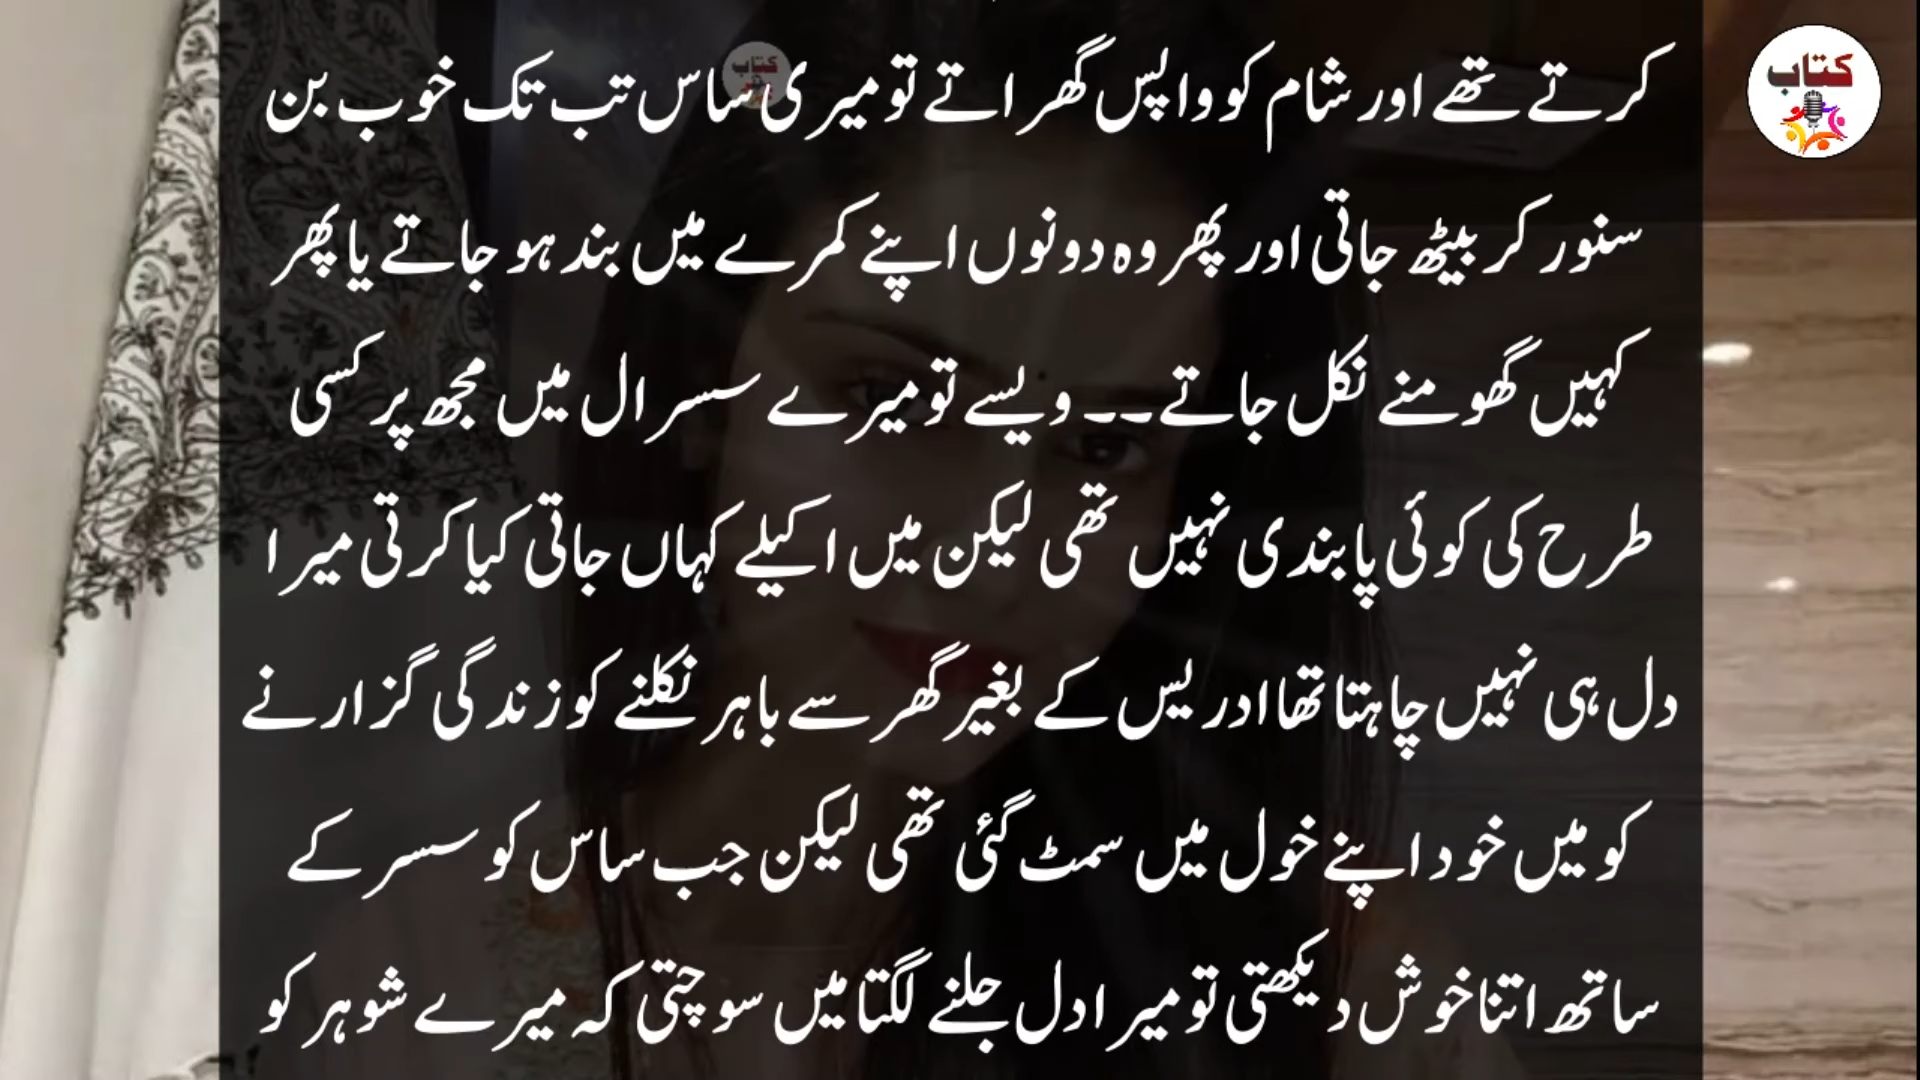 کتاب
کتاب
کرتے تھے اور شام کو واپس گھر اتے تو میری ساس تب تک خوب بن
سنور کر بیٹھ جاتی اور پھر وہ دونوں اپنے کمرے میں بند ہو جاتے یا پھر
کہیں گھومنے نکل جاتے۔۔ ویسے تو میرے سسرال میں مجھ پر کسی
طرح کی کوئی پابندی نہیں تھی لیکن میں اکیلے کہاں جاتی کیا کرتی میرا
دل ہی نہیں چاہتا تھا ادریس کے بغیر گھر سے باہر نکلنے کو زندگی گزارنے
کو میں خود اپنے خول میں سمٹ گئی تھی لیکن جب ساس کو سسر کے
ساتھ اتنا خوش دیکھتی تو میرا دل جلنے لگتا میں سوچتی کہ میرے شوہر کو